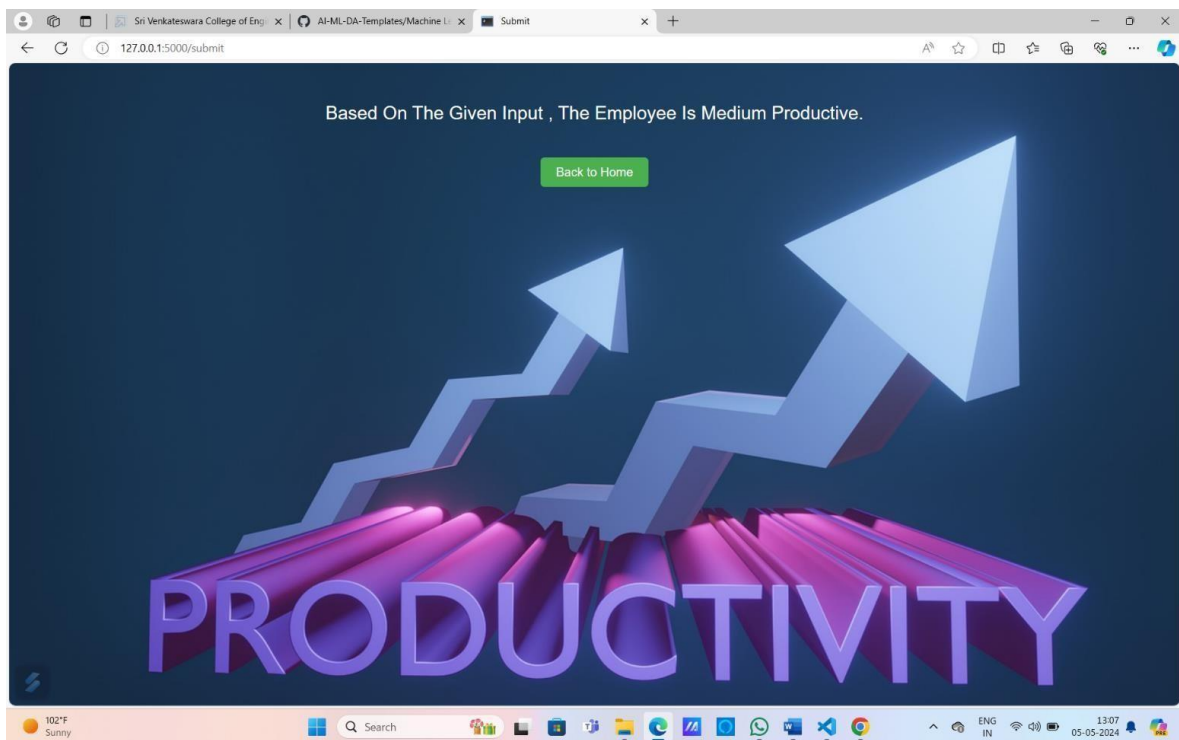 Sri Venkateswara College of Engi
AI-ML-DA-Templates/Machine Le
Submit
127.0.0.1:5000/submit
Based On The Given Input , The Employee Is Medium Productive.
Back to Home
PRODUCTIVITY
102°F
Sunny
Search
ENG
IN
13:07
05-05-2024